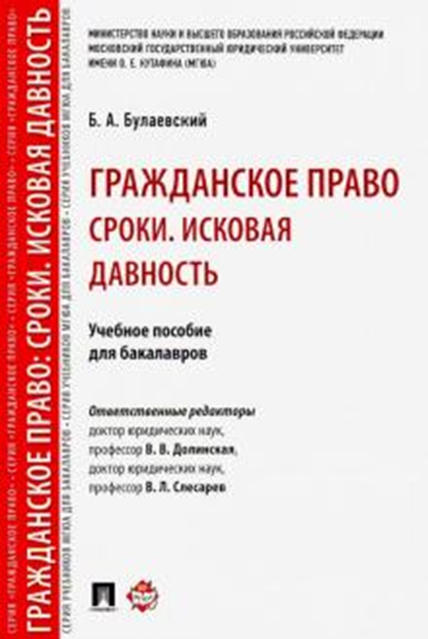 МИНИСТЕРСТВО НАУКИ И ВЫСШЕГО ОБРАЗОВАНИЯ РОССИЙСКОЙ ФЕДЕРАЦИИ
МОСКОВСКИЙ ГОСУДАРСТВЕННЫЙ ЮРИДИЧЕСКИЙ УНИВЕРСИТЕТ
ИМЕНИ О. Е. КУТАФИНА (МГЮА)
Б. А. Булаевский
ГРАЖДАНСКОЕ ПРАВО
СРОКИ. ИСКОВАЯ
ДАВНОСТЬ
Учебное пособие
для бакалавров
Ответственные редакторы
доктор юридических наук,
профессор В. В. Долинская,
доктор юридических наук,
профессор В. Л. Слесарев
СЕРИЯ «ГРАЖДАНСКОЕ ПРАВО» • СЕРИЯ «ГРАЖДАНСКОЕ ПРАВО» • СЕРИЯ «ГРАЖДАНСКОЕ ПРАВО»
ГРАЖДАНСКОЕ ПРАВО: СРОКИ. ИСКОВАЯ ДАВНОСТЬ
СЕРИЯ УЧЕБНИКОВ МГЮА ДЛЯ БАКАЛАВРОВ • СЕРИЯ УЧЕБНИКОВ МГЮА ДЛЯ БАКАЛАВРОВ • СЕРИЯ УЧЕБНИКОВ МГЮА ДЛЯ БАКАЛАВРОВ